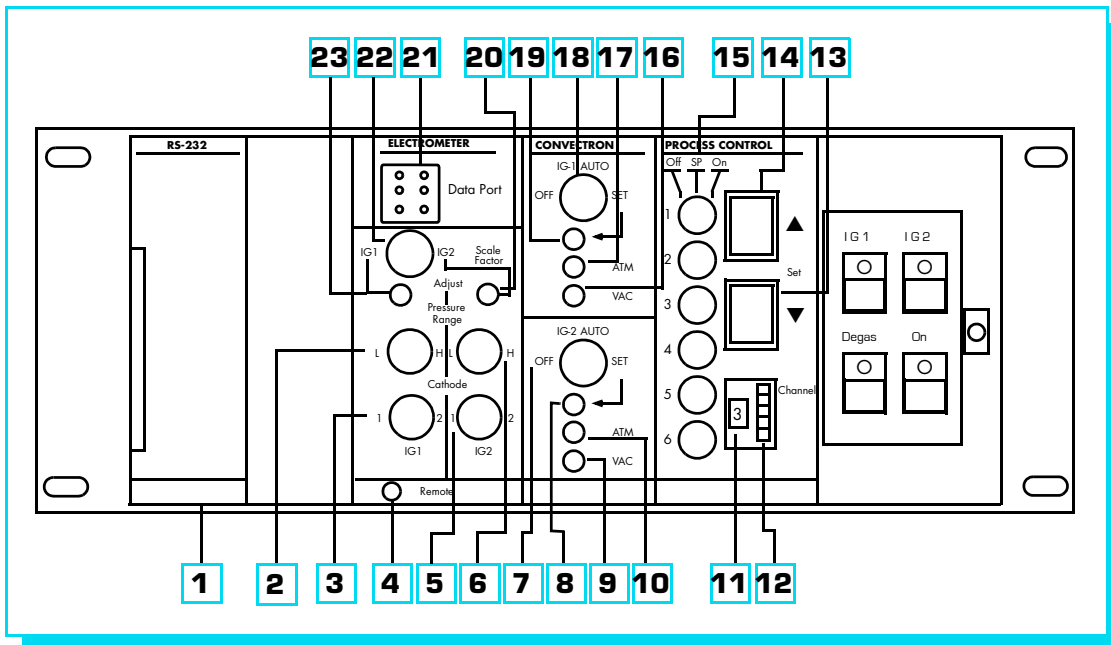 23 22 21 20 19 18 17 16 15 14 13
RS-232
ELECTROMETER
CONVECTRON
PROCESS CONTROL
Data Port
IG1 IG2
Scale
Factor
Adjust
Pressure
Range
L H L H
Cathode
1 2 1 2
IG1 IG2
Remote
IG-1 AUTO
OFF SET
ATM
VAC
IG-2 AUTO
OFF SET
ATM
VAC
Off SP On
1
2
3
4
5
6
▲
Set
▼
Channel
3
IG1 IG2
Degas On
1 2 3 4 5 6 7 8 9 10 11 12